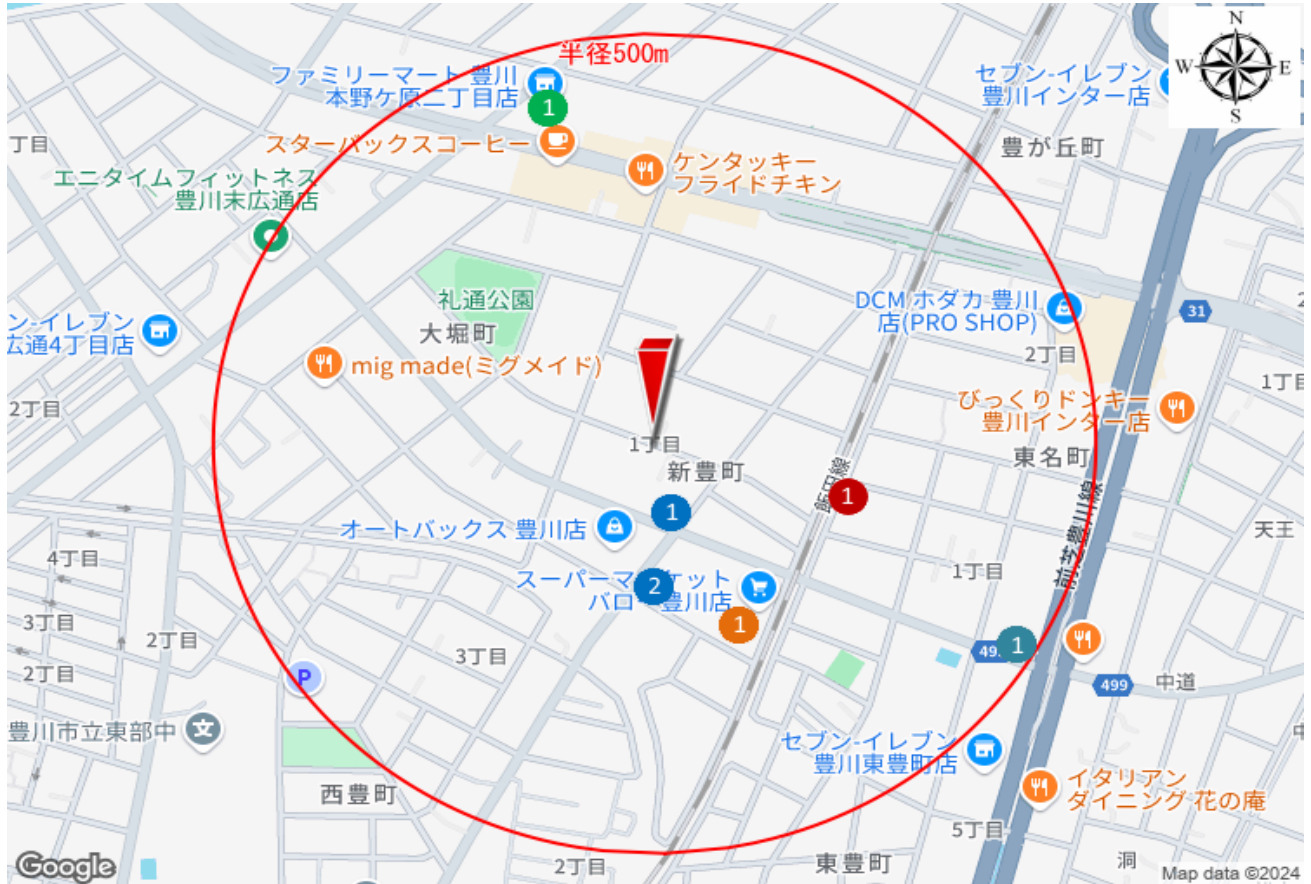 N
W
E
S
半径500m
ファミリーマート 豊川
本野ケ原二丁目店
1
セブン-イレブン
豊川インター店
スターバックスコーヒー
丁目
豊が丘町
ケンタッキー
フライドチキン
エニタイムフィットネス
豊川末広通店
礼通公園
大堀町
DCM ホダカ 豊川
店(PRO SHOP)
31
2
ン-イレブン
広通4丁目店
2丁目
mig made(ミグメイド)
1丁
びっくりドンキー
豊川インター店
2丁目
1丁目
新豊町
東名町
飯田線
1
1
オートバックス 豊川店
天王
前芝豊川線
4丁目
スーパーマーケット
バロー 豊川店
2
1
1丁目
3丁目
2丁目
3丁目
1
499
2丁目
P
499
中道
豊川市立東部中
セブン-イレブン
豊川東豊町店
西豊町
イタリアン
ダイニング 花の庵
5丁目
2丁目
東豊町
洞
Google
Map data ©2024